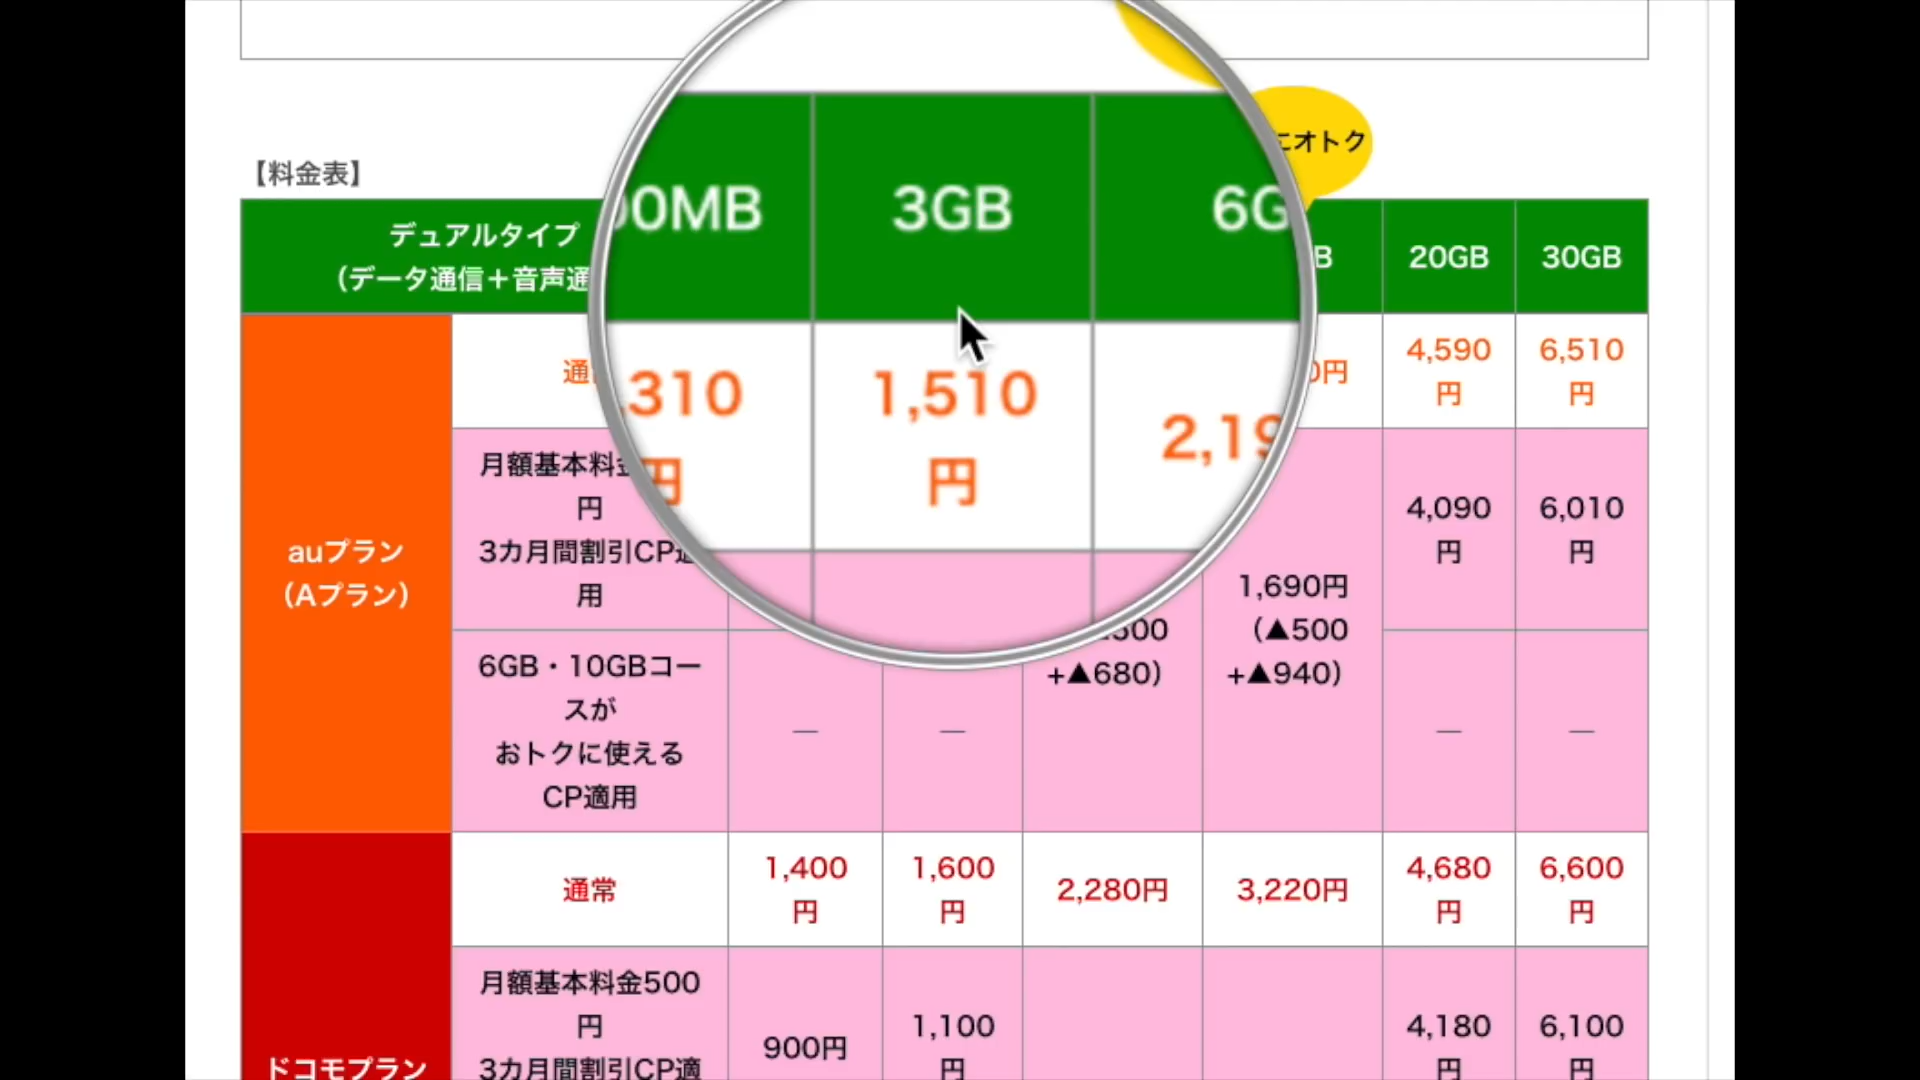 にオトク
【料金表】
デュアルタイプ
（データ通信＋音声通
00MB
3GB
6G
B
20GB
30GB
auプラン
（Aプラン）
通
,310
円
1,510
円
2,19
0円
4,590
円
6,510
円
月額基本料金
円
3カ月間割引CP適
用
1,690円
（▲500
+▲940）
500
+▲680）
4,090
円
6,010
円
6GB・10GBコー
スが
おトクに使える
CP適用
—
—
—
—
ドコモプラン
通常
1,400
円
1,600
円
2,280円
3,220円
4,680
円
6,600
円
月額基本料金500
円
3カ月間割引CP適
900円
1,100
円
4,180
円
6,100
円